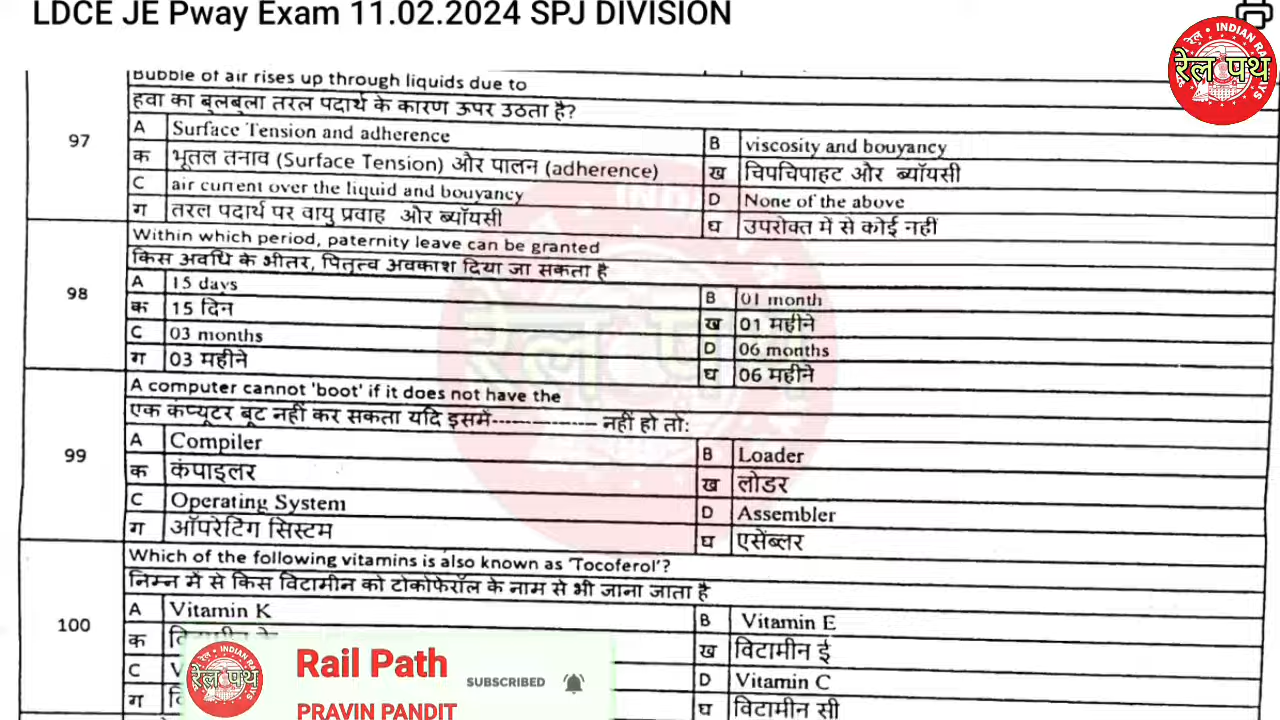 LDCE JE Pway Exam 11.02.2024 SPJ DIVISION
रेल • INDIAN RAILWAYS
रेल पथ
97
Bubble of air rises up through liquids due to
हवा का बुलबुला तरल पदार्थ के कारण ऊपर उठता है?
A Surface Tension and adherence
B viscosity and bouyancy
क भूतल तनाव (Surface Tension) और पालन (adherence)
ख चिपचिपाहट और ब्यॉयसी
C air current over the liquid and bouyancy
D None of the above
ग तरल पदार्थ पर वायु प्रवाह और ब्यॉयसी
घ उपरोक्त में से कोई नहीं
98
Within which period, paternity leave can be granted
किस अवधि के भीतर, पितृत्व अवकाश दिया जा सकता है
A 15 days
B 01 month
क 15 दिन
ख 01 महीने
C 03 months
D 06 months
ग 03 महीने
घ 06 महीने
99
A computer cannot 'boot' if it does not have the
एक कंप्यूटर बूट नहीं कर सकता यदि इसमें-------------- नहीं हो तो:
A Compiler
B Loader
क कंपाइलर
ख लोडर
C Operating System
D Assembler
ग ऑपरेटिंग सिस्टम
घ एसेंब्लर
100
Which of the following vitamins is also known as 'Tocoferol'?
निम्न में से किस विटामीन को टोकोफेरॉल के नाम से भी जाना जाता है
A Vitamin K
B Vitamin E
क
ख विटामीन ई
C V
D Vitamin C
ग
घ विटामीन सी
रेल पथ
Rail Path
SUBSCRIBED
PRAVIN PANDIT